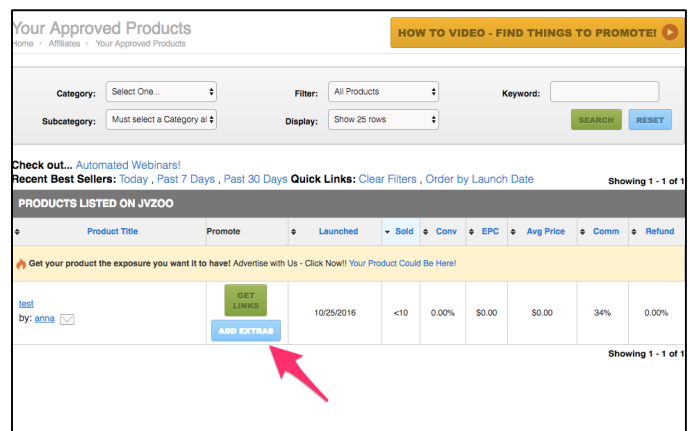 Your Approved Products
Home > Affiliates > Your Approved Products
HOW TO VIDEO - FIND THINGS TO PROMOTE!
Category: Select One... Filter: All Products Keyword:
Subcategory: Must select a Category al Display: Show 25 rows SEARCH RESET
Check out... Automated Webinars!
Recent Best Sellers: Today , Past 7 Days , Past 30 Days Quick Links: Clear Filters , Order by Launch Date Showing 1 - 1 of 1
PRODUCTS LISTED ON JVZOO
Product Title Promote Launched Sold Conv EPC Avg Price Comm Refund
Get your product the exposure you want it to have! Advertise with Us - Click Now!! Your Product Could Be Here!
test
by: anna
GET
LINKS
ADD EXTRAS
10/25/2016 <10 0.00% $0.00 $0.00 34% 0.00%
Showing 1 - 1 of 1